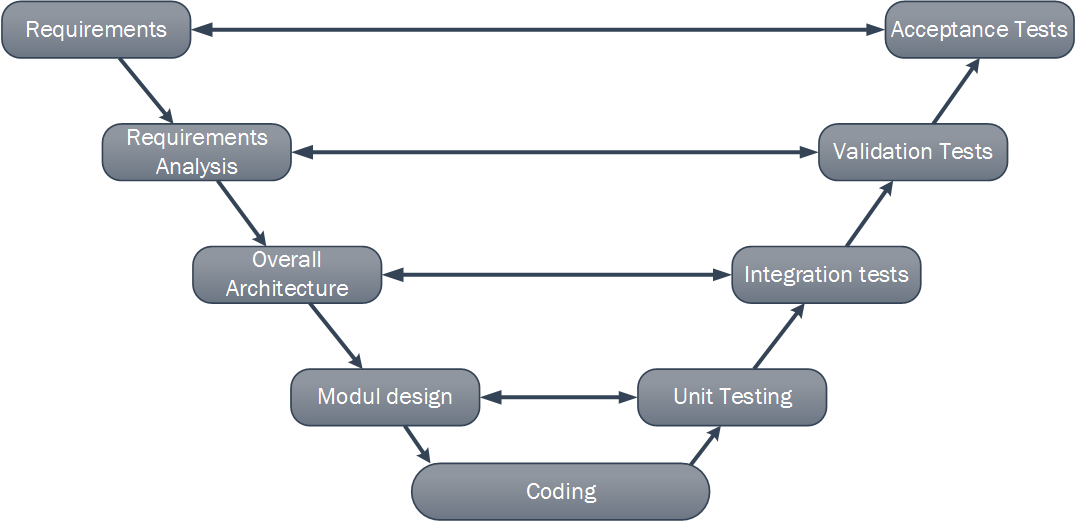 Requirements
Acceptance Tests
Requirements
Analysis
Validation Tests
Overall
Architecture
Integration tests
Modul design
Unit Testing
Coding